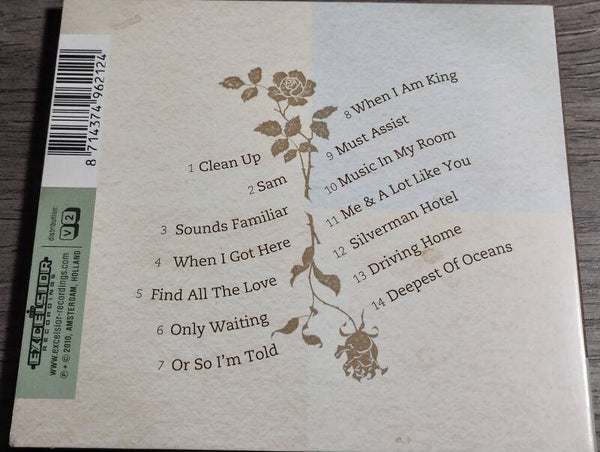 1 Clean Up
2 Sam
3 Sounds Familiar
4 When I Got Here
5 Find All The Love
6 Only Waiting
7 Or So I'm Told
8 When I Am King
9 Must Assist
10 Music In My Room
11 Me & A Lot Like You
12 Silverman Hotel
13 Driving Home
14 Deepest Of Oceans
8 714374 962124
distribution:
V2
EXCELSIOR
RECORDINGS
www.excelsior-recordings.com
℗ + © 2010, AMSTERDAM, HOLLAND